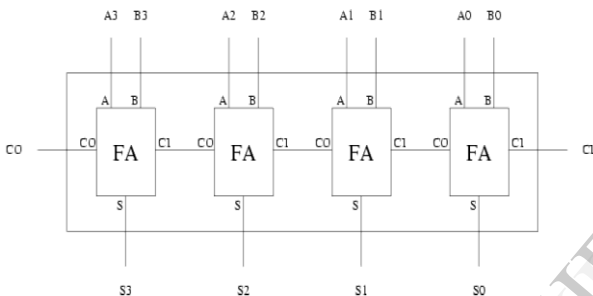 A3 B3 A2 B2 A1 B1 A0 B0
A B A B A B A B
CO CO FA C1 CO FA C1 CO FA C1 CO FA C1 C1
S S S S
S3 S2 S1 S0